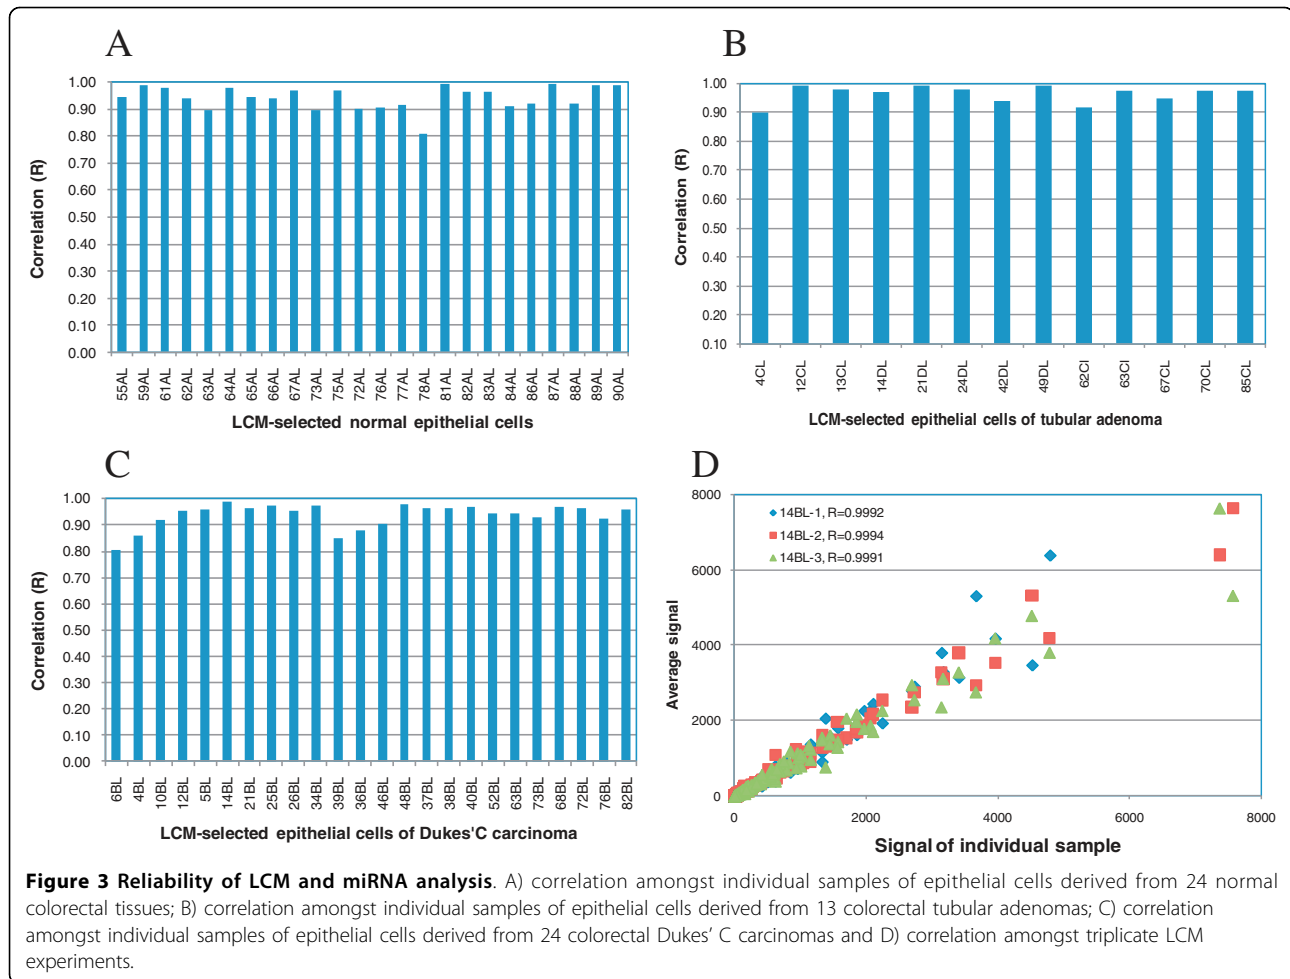 A
1.00
0.90
0.80
0.70
0.60
0.50
0.40
0.30
0.20
0.10
0.00
Correlation (R)
55AL 59AL 61AL 62AL 63AL 64AL 65AL 66AL 67AL 73AL 75AL 72AL 76AL 77AL 78AL 81AL 82AL 83AL 84AL 86AL 87AL 88AL 89AL 90AL
LCM-selected normal epithelial cells
B
1.00
0.90
0.80
0.70
0.60
0.50
0.40
0.30
0.20
0.10
Correlation (R)
4CL 12CL 13CL 14DL 21DL 24DL 42DL 49DL 62Cl 63Cl 67CL 70CL 85CL
LCM-selected epithelial cells of tubular adenoma
C
1.00
0.90
0.80
0.70
0.60
0.50
0.40
0.30
0.20
0.10
0.00
Correlation (R)
6BL 4BL 10BL 12BL 5BL 14BL 21BL 25BL 26BL 34BL 39BL 36BL 46BL 48BL 37BL 38BL 40BL 52BL 63BL 73BL 68BL 72BL 76BL 82BL
LCM-selected epithelial cells of Dukes'C carcinoma
D
8000
6000
4000
2000
0
Average signal
14BL-1, R=0.9992
14BL-2, R=0.9994
14BL-3, R=0.9991
0 2000 4000 6000 8000
Signal of individual sample
Figure 3 Reliability of LCM and miRNA analysis. A) correlation amongst individual samples of epithelial cells derived from 24 normal
colorectal tissues; B) correlation amongst individual samples of epithelial cells derived from 13 colorectal tubular adenomas; C) correlation
amongst individual samples of epithelial cells derived from 24 colorectal Dukes' C carcinomas and D) correlation amongst triplicate LCM
experiments.